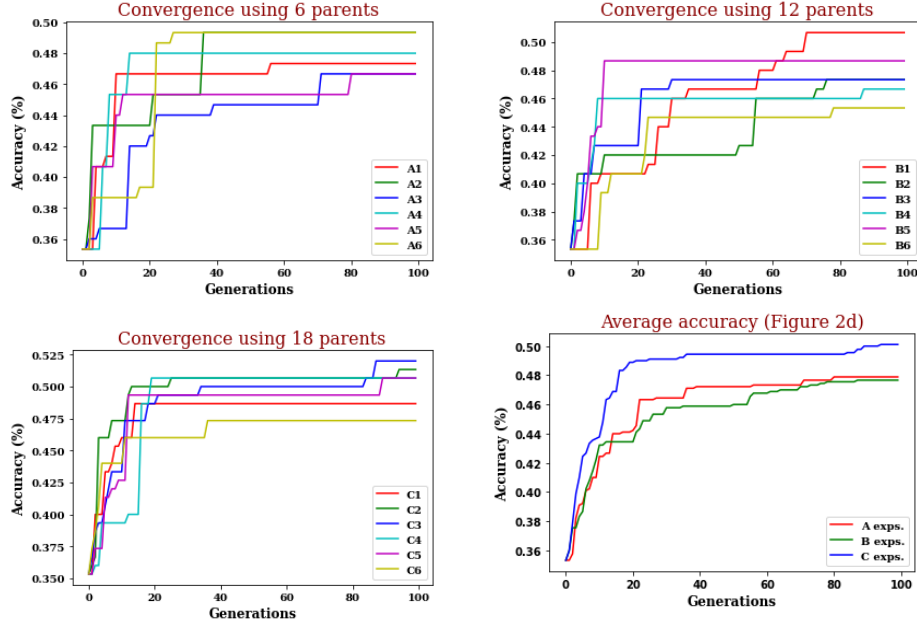 Convergence using 6 parents
0.50
0.48
0.46
0.44
0.42
0.40
0.38
0.36
Accuracy (%)
A1
A2
A3
A4
A5
A6
0 20 40 60 80 100
Generations
Convergence using 12 parents
0.50
0.48
0.46
0.44
0.42
0.40
0.38
0.36
Accuracy (%)
B1
B2
B3
B4
B5
B6
0 20 40 60 80 100
Generations
Convergence using 18 parents
0.525
0.500
0.475
0.450
0.425
0.400
0.375
0.350
Accuracy (%)
C1
C2
C3
C4
C5
C6
0 20 40 60 80 100
Generations
Average accuracy (Figure 2d)
0.50
0.48
0.46
0.44
0.42
0.40
0.38
0.36
Accuracy (%)
A exps.
B exps.
C exps.
0 20 40 60 80 100
Generations